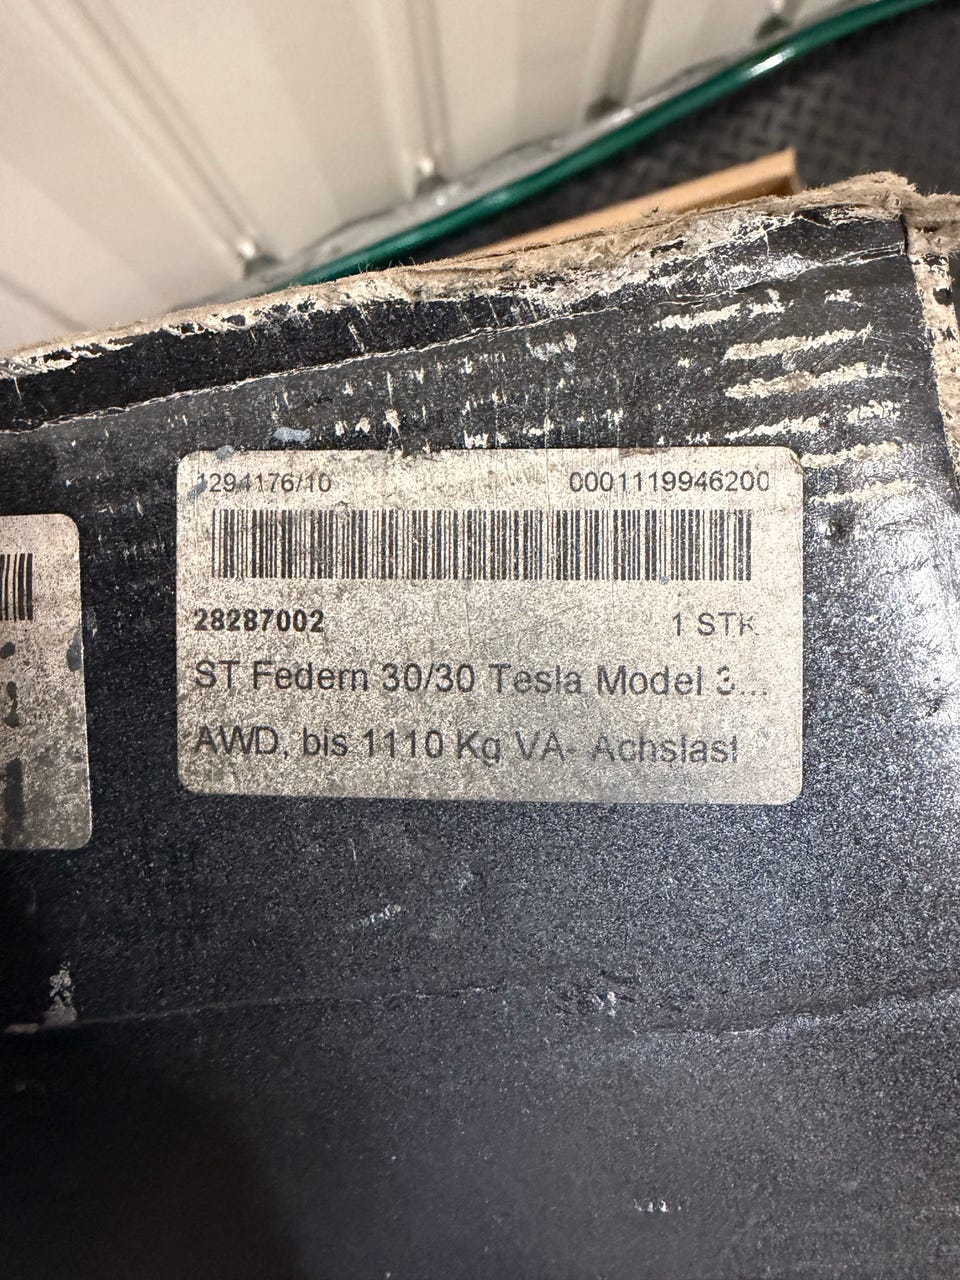 1294176/10 0001119946200
28287002 1 STK
ST Federn 30/30 Tesla Model 3...
AWD, bis 1110 Kg VA- Achslast